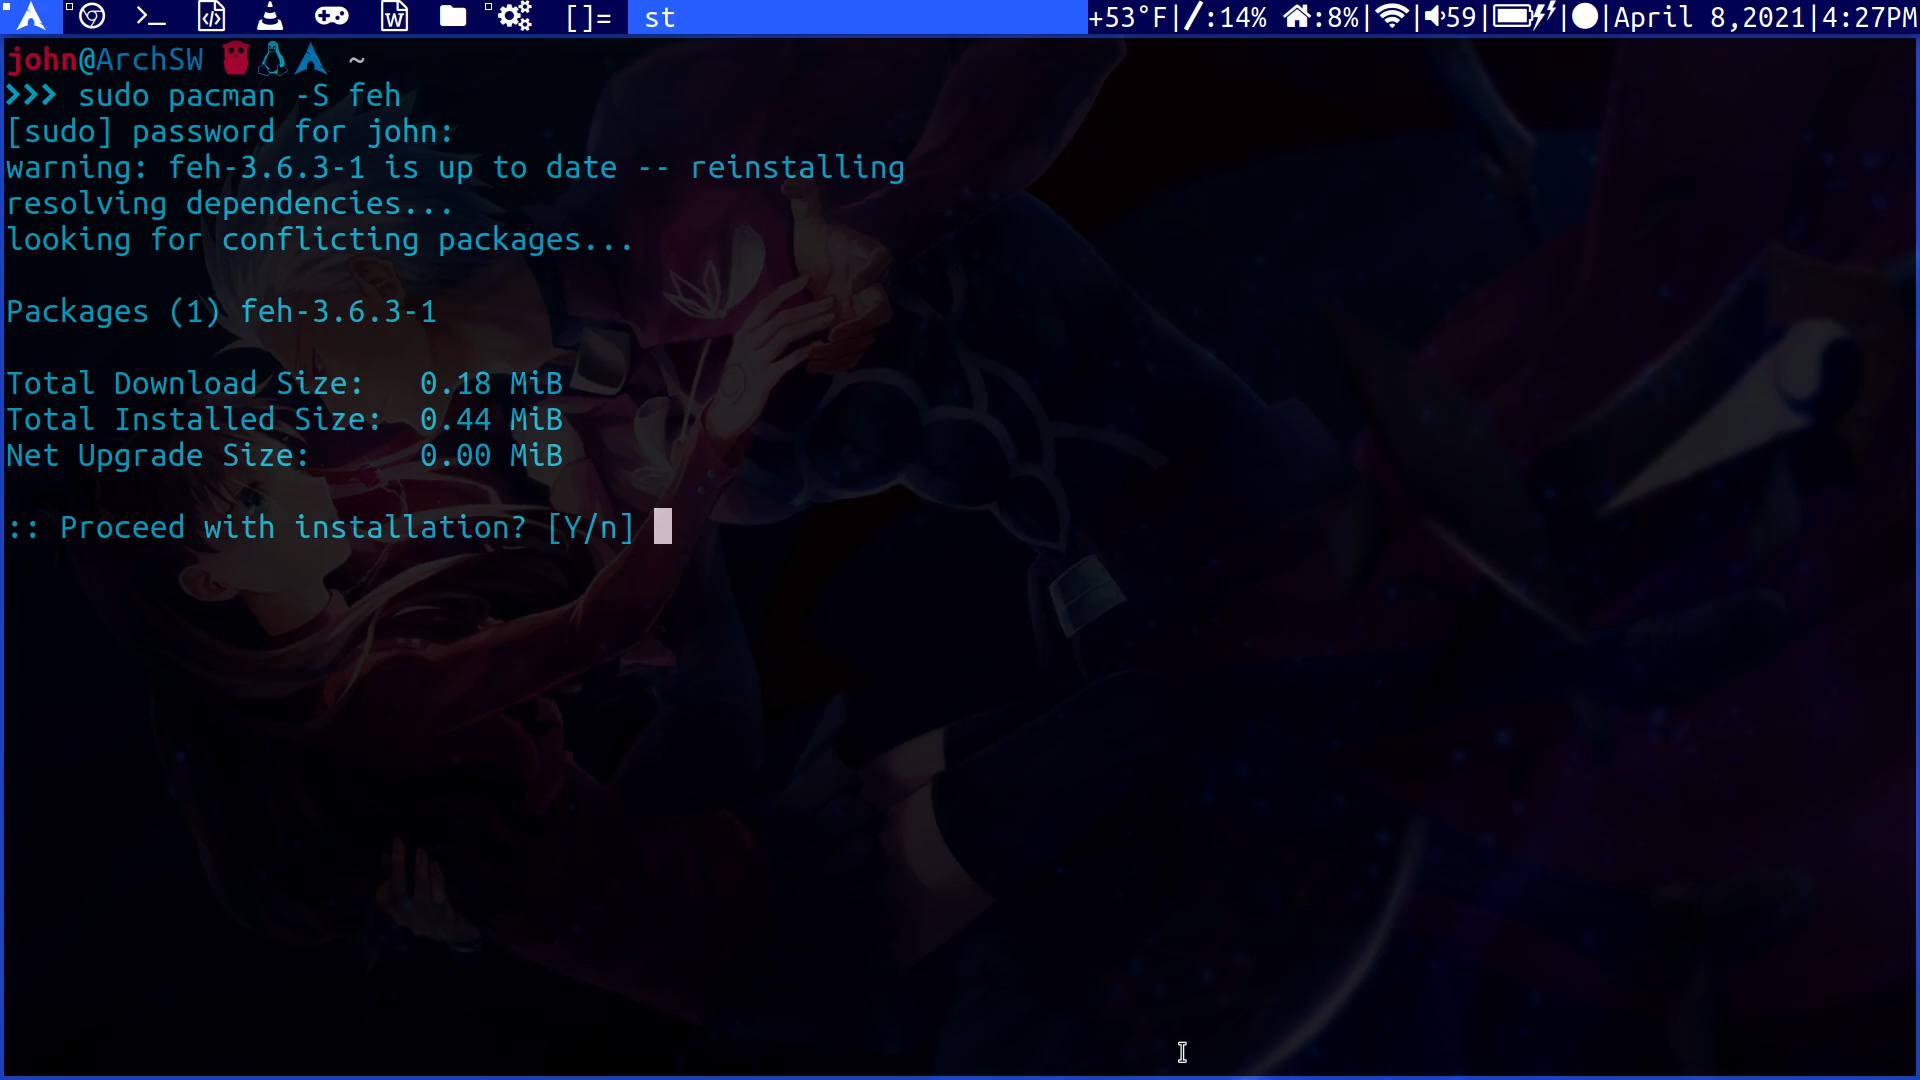 []= st +53°F|/:14% :8%| |59| | |April 8,2021|4:27PM
john@ArchSW ~
>>> sudo pacman -S feh
[sudo] password for john:
warning: feh-3.6.3-1 is up to date -- reinstalling
resolving dependencies...
looking for conflicting packages...
Packages (1) feh-3.6.3-1
Total Download Size: 0.18 MiB
Total Installed Size: 0.44 MiB
Net Upgrade Size: 0.00 MiB
:: Proceed with installation? [Y/n]